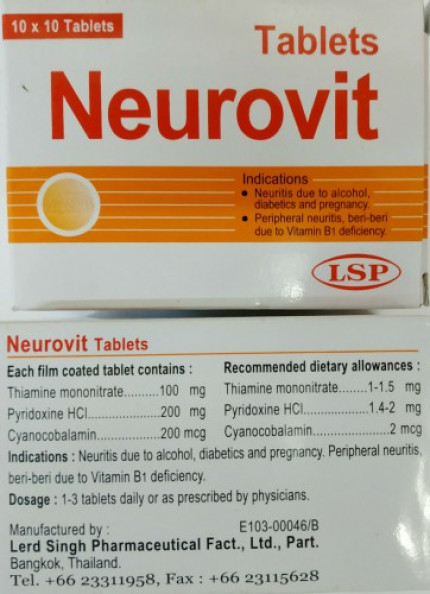 10 x 10 Tablets
Tablets
Neurovit
Indications
● Neuritis due to alcohol,
diabetics and pregnancy.
● Peripheral neuritis, beri-beri
due to Vitamin B1 deficiency.
LSP
Neurovit Tablets
Each film coated tablet contains :
Thiamine mononitrate..........100 mg
Pyridoxine HCl.....................200 mg
Cyanocobalamin..................200 mcg
Recommended dietary allowances :
Thiamine mononitrate........1-1.5 mg
Pyridoxine HCl...................1.4-2 mg
Cyanocobalamin.....................2 mcg
Indications : Neuritis due to alcohol, diabetics and pregnancy. Peripheral neuritis,
beri-beri due to Vitamin B1 deficiency.
Dosage : 1-3 tablets daily or as prescribed by physicians.
Manufactured by :
E103-00046/B
Lerd Singh Pharmaceutical Fact., Ltd., Part.
Bangkok, Thailand.
Tel. +66 23311958, Fax : +66 23115628